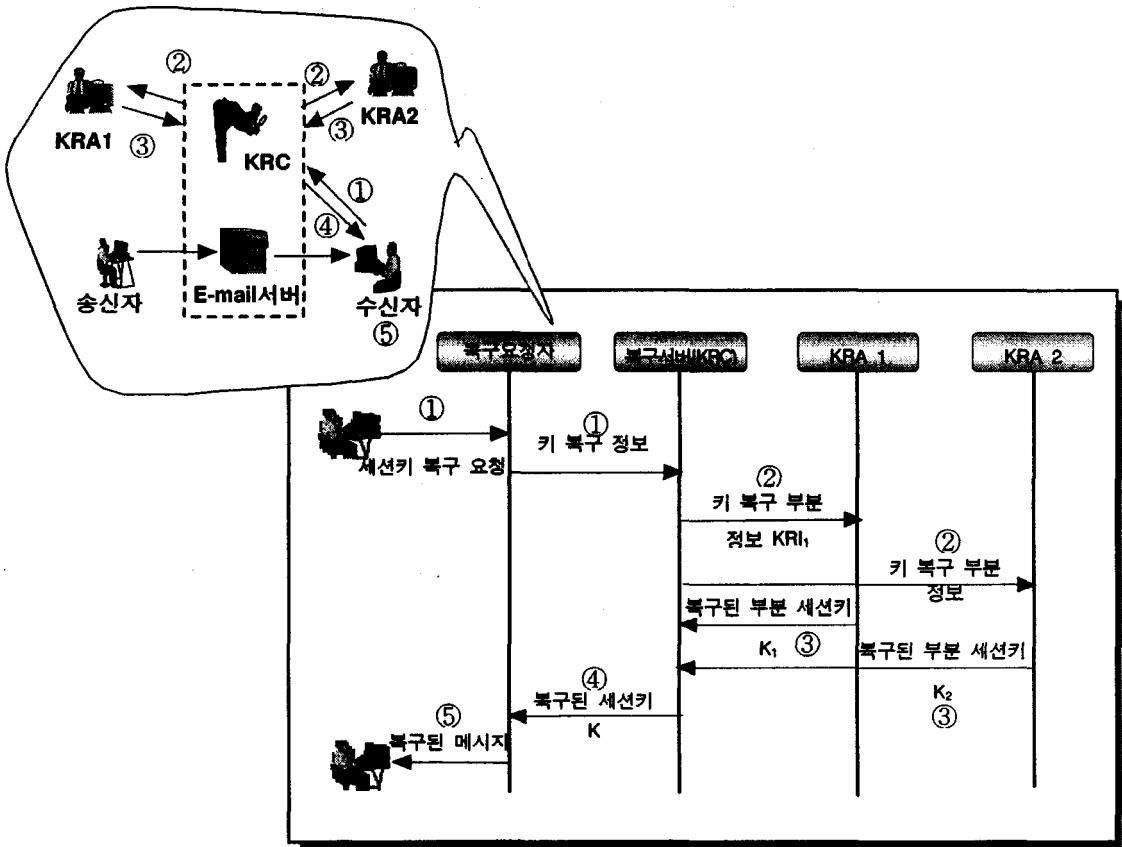 ② ②
KRA1 KRA2
③ ③
KRC
①
④
송신자 E-mail서버 수신자
⑤
복구요청자 복구서버(KRC) KRA 1 KRA 2
① ①
세션키 복구 요청 키 복구 정보
②
키 복구 부분
정보 KRI₁
②
키 복구 부분
정보
복구된 부분 세션키
K₁ ③
복구된 부분 세션키
K₂
③
④
복구된 세션키
K
⑤
복구된 메시지